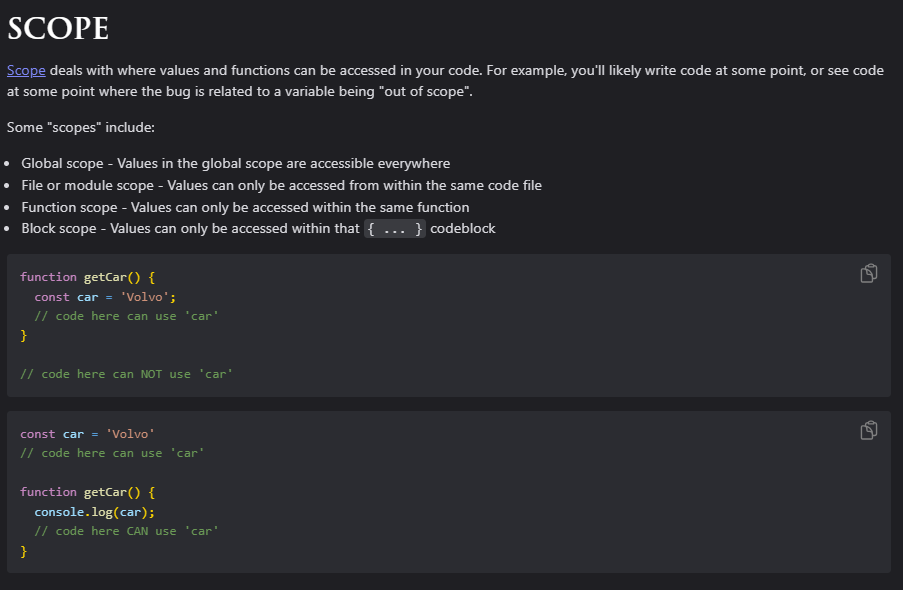 SCOPE
Scope deals with where values and functions can be accessed in your code. For example, you'll likely write code at some point, or see code
at some point where the bug is related to a variable being "out of scope".
Some "scopes" include:
• Global scope - Values in the global scope are accessible everywhere
• File or module scope - Values can only be accessed from within the same code file
• Function scope - Values can only be accessed within the same function
• Block scope - Values can only be accessed within that { ... } codeblock
function getCar() {
  const car = 'Volvo';
  // code here can use 'car'
}
// code here can NOT use 'car'
const car = 'Volvo'
// code here can use 'car'
function getCar() {
  console.log(car);
  // code here CAN use 'car'
}